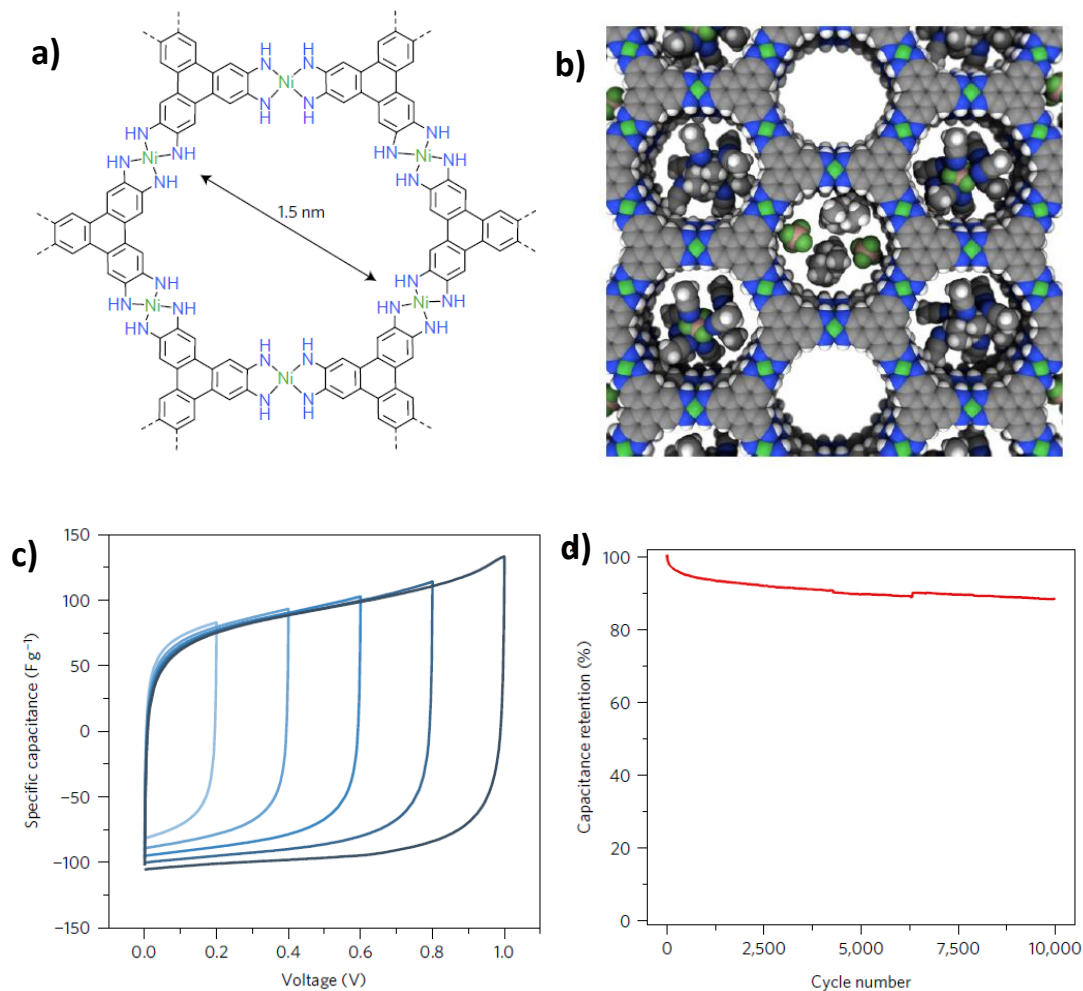 a)
NH
NH
Ni
HN
HN
HN
HN
Ni
NH
NH
1.5 nm
NH
HN
Ni
NH
HN
HN
HN
Ni
NH
NH
NH
HN
Ni
NH
HN
H
N
N
H
Ni
H
N
N
H
b)
c)
150
100
50
0
−50
−100
−150
Specific capacitance (F g⁻¹)
0.0
0.2
0.4
0.6
0.8
1.0
Voltage (V)
d)
100
80
60
40
20
0
Capacitance retention (%)
0
2,500
5,000
7,500
10,000
Cycle number